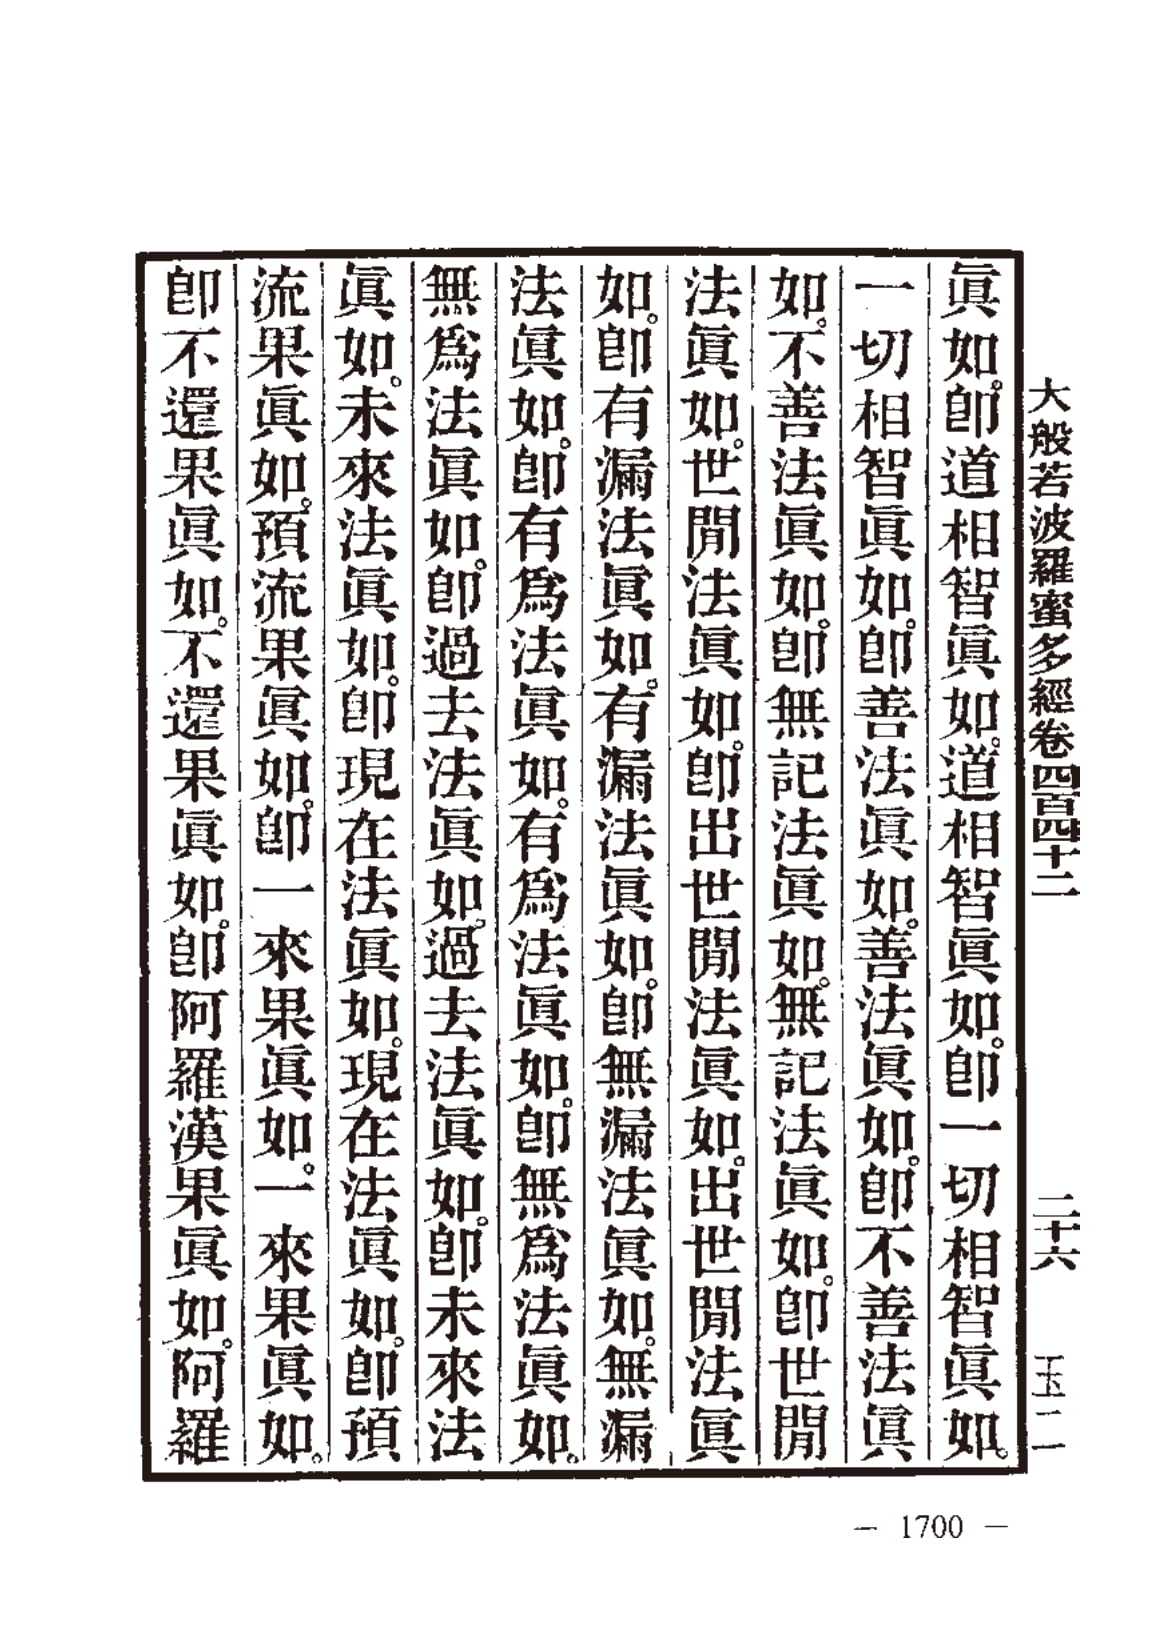 大般若波羅蜜多經卷四百四十二 二十六 玉二
眞如。卽道相智眞如。道相智眞如。卽一切相智眞如。
一切相智眞如。卽善法眞如。善法眞如。卽不善法眞
如。不善法眞如。卽無記法眞如。無記法眞如。卽世閒
法眞如。世閒法眞如。卽出世閒法眞如。出世閒法眞
如。卽有漏法眞如。有漏法眞如。卽無漏法眞如。無漏
法眞如。卽有爲法眞如。有爲法眞如。卽無爲法眞如。
無爲法眞如。卽過去法眞如。過去法眞如。卽未來法
眞如。未來法眞如。卽現在法眞如。現在法眞如。卽預
流果眞如。預流果眞如。卽一來果眞如。一來果眞如。
卽不還果眞如。不還果眞如。卽阿羅漢果眞如。阿羅
— 1700 —